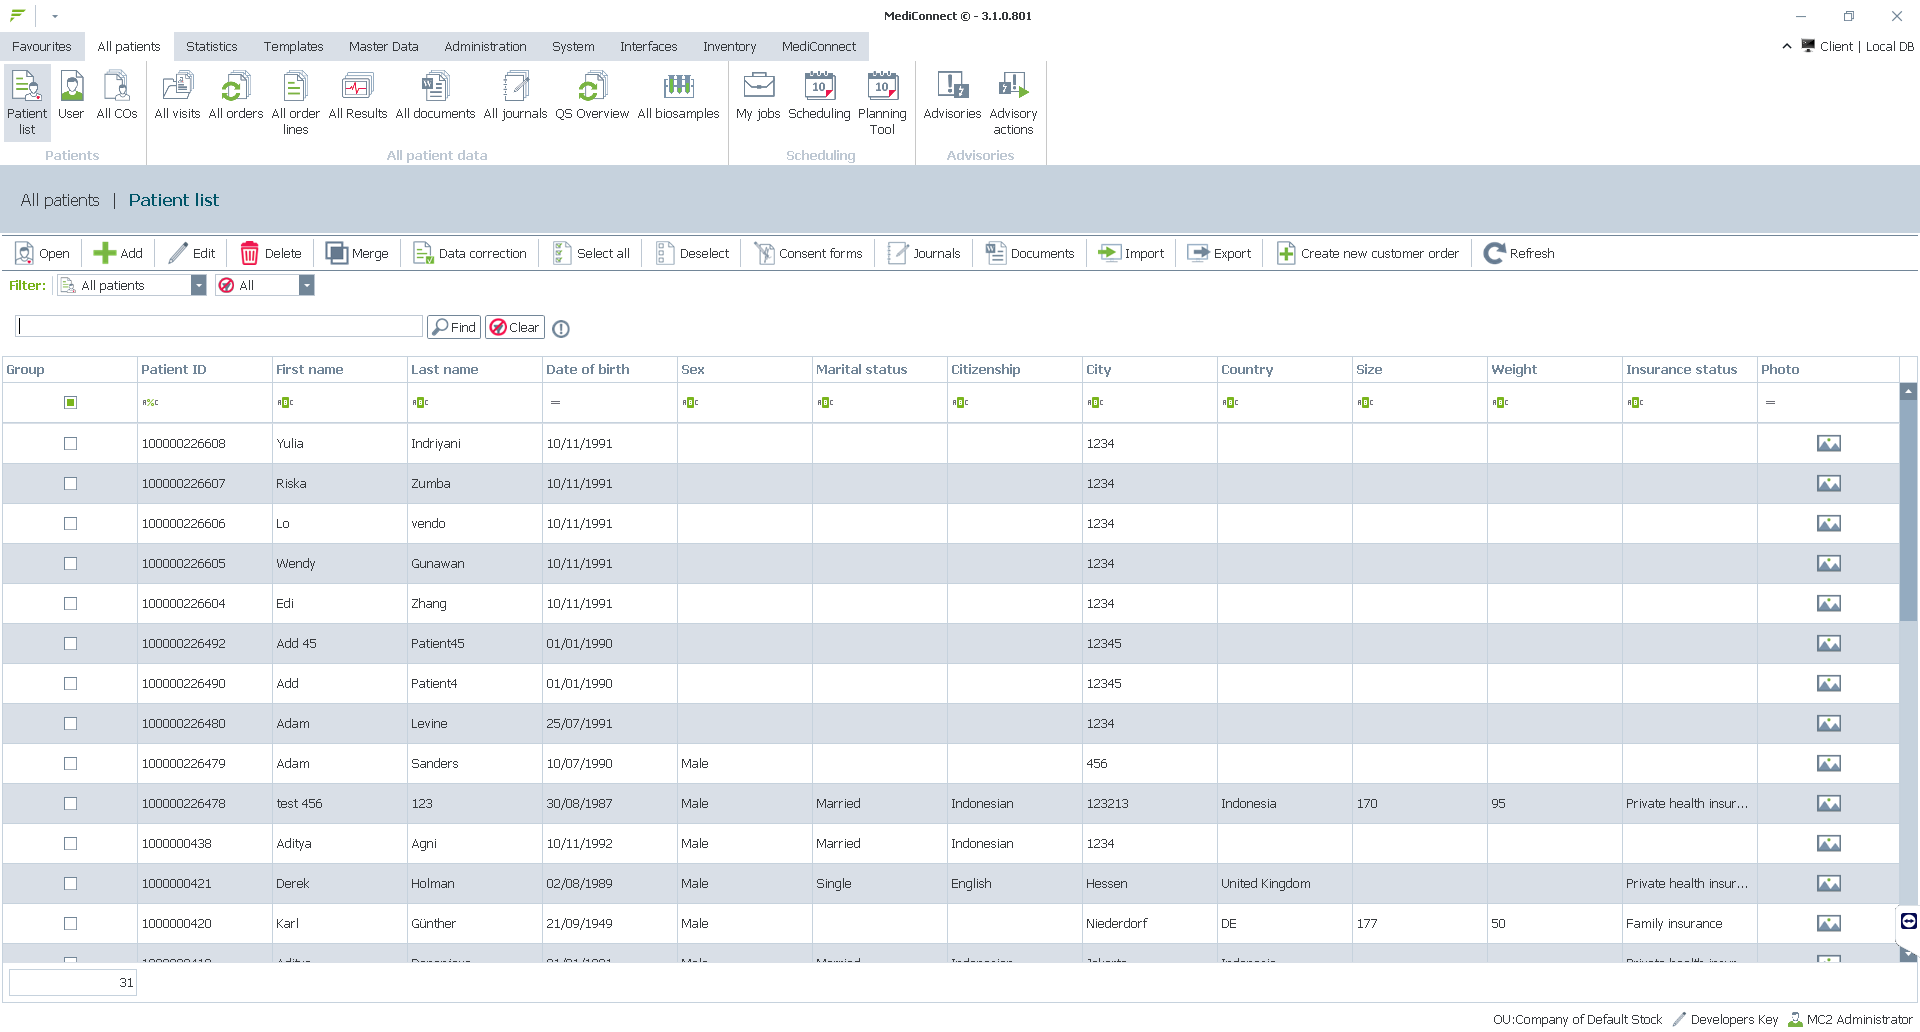 MediConnect © - 3.1.0.801
Favourites All patients Statistics Templates Master Data Administration System Interfaces Inventory MediConnect Client | Local DB
Patient list User All COs All visits All orders All order lines All Results All documents All journals QS Overview All biosamples My jobs Scheduling Planning Tool Advisories Advisory actions
Patients All patient data Scheduling Advisories
All patients | Patient list
Open Add Edit Delete Merge Data correction Select all Deselect Consent forms Journals Documents Import Export Create new customer order Refresh
Filter: All patients All
Find Clear
Group Patient ID First name Last name Date of birth Sex Marital status Citizenship City Country Size Weight Insurance status Photo
100000226608 Yulia Indriyani 10/11/1991 1234
100000226607 Riska Zumba 10/11/1991 1234
100000226606 Lo vendo 10/11/1991 1234
100000226605 Wendy Gunawan 10/11/1991 1234
100000226604 Edi Zhang 10/11/1991 1234
100000226492 Add 45 Patient45 01/01/1990 12345
100000226490 Add Patient4 01/01/1990 12345
100000226480 Adam Levine 25/07/1991 1234
100000226479 Adam Sanders 10/07/1990 Male 456
100000226478 test 456 123 30/08/1987 Male Married Indonesian 123213 Indonesia 170 95 Private health insur...
1000000438 Aditya Agni 10/11/1992 Male Married Indonesian 1234
1000000421 Derek Holman 02/08/1989 Male Single English Hessen United Kingdom Private health insur...
1000000420 Karl Günther 21/09/1949 Male Niederdorf DE 177 50 Family insurance
31
OU:Company of Default Stock Developers Key MC2 Administrator